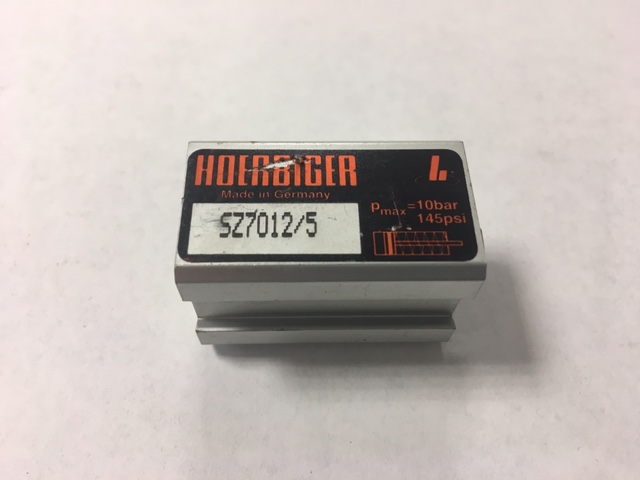 HOERBIGER
Made in Germany
SZ7012/5
pmax=10bar
145psi